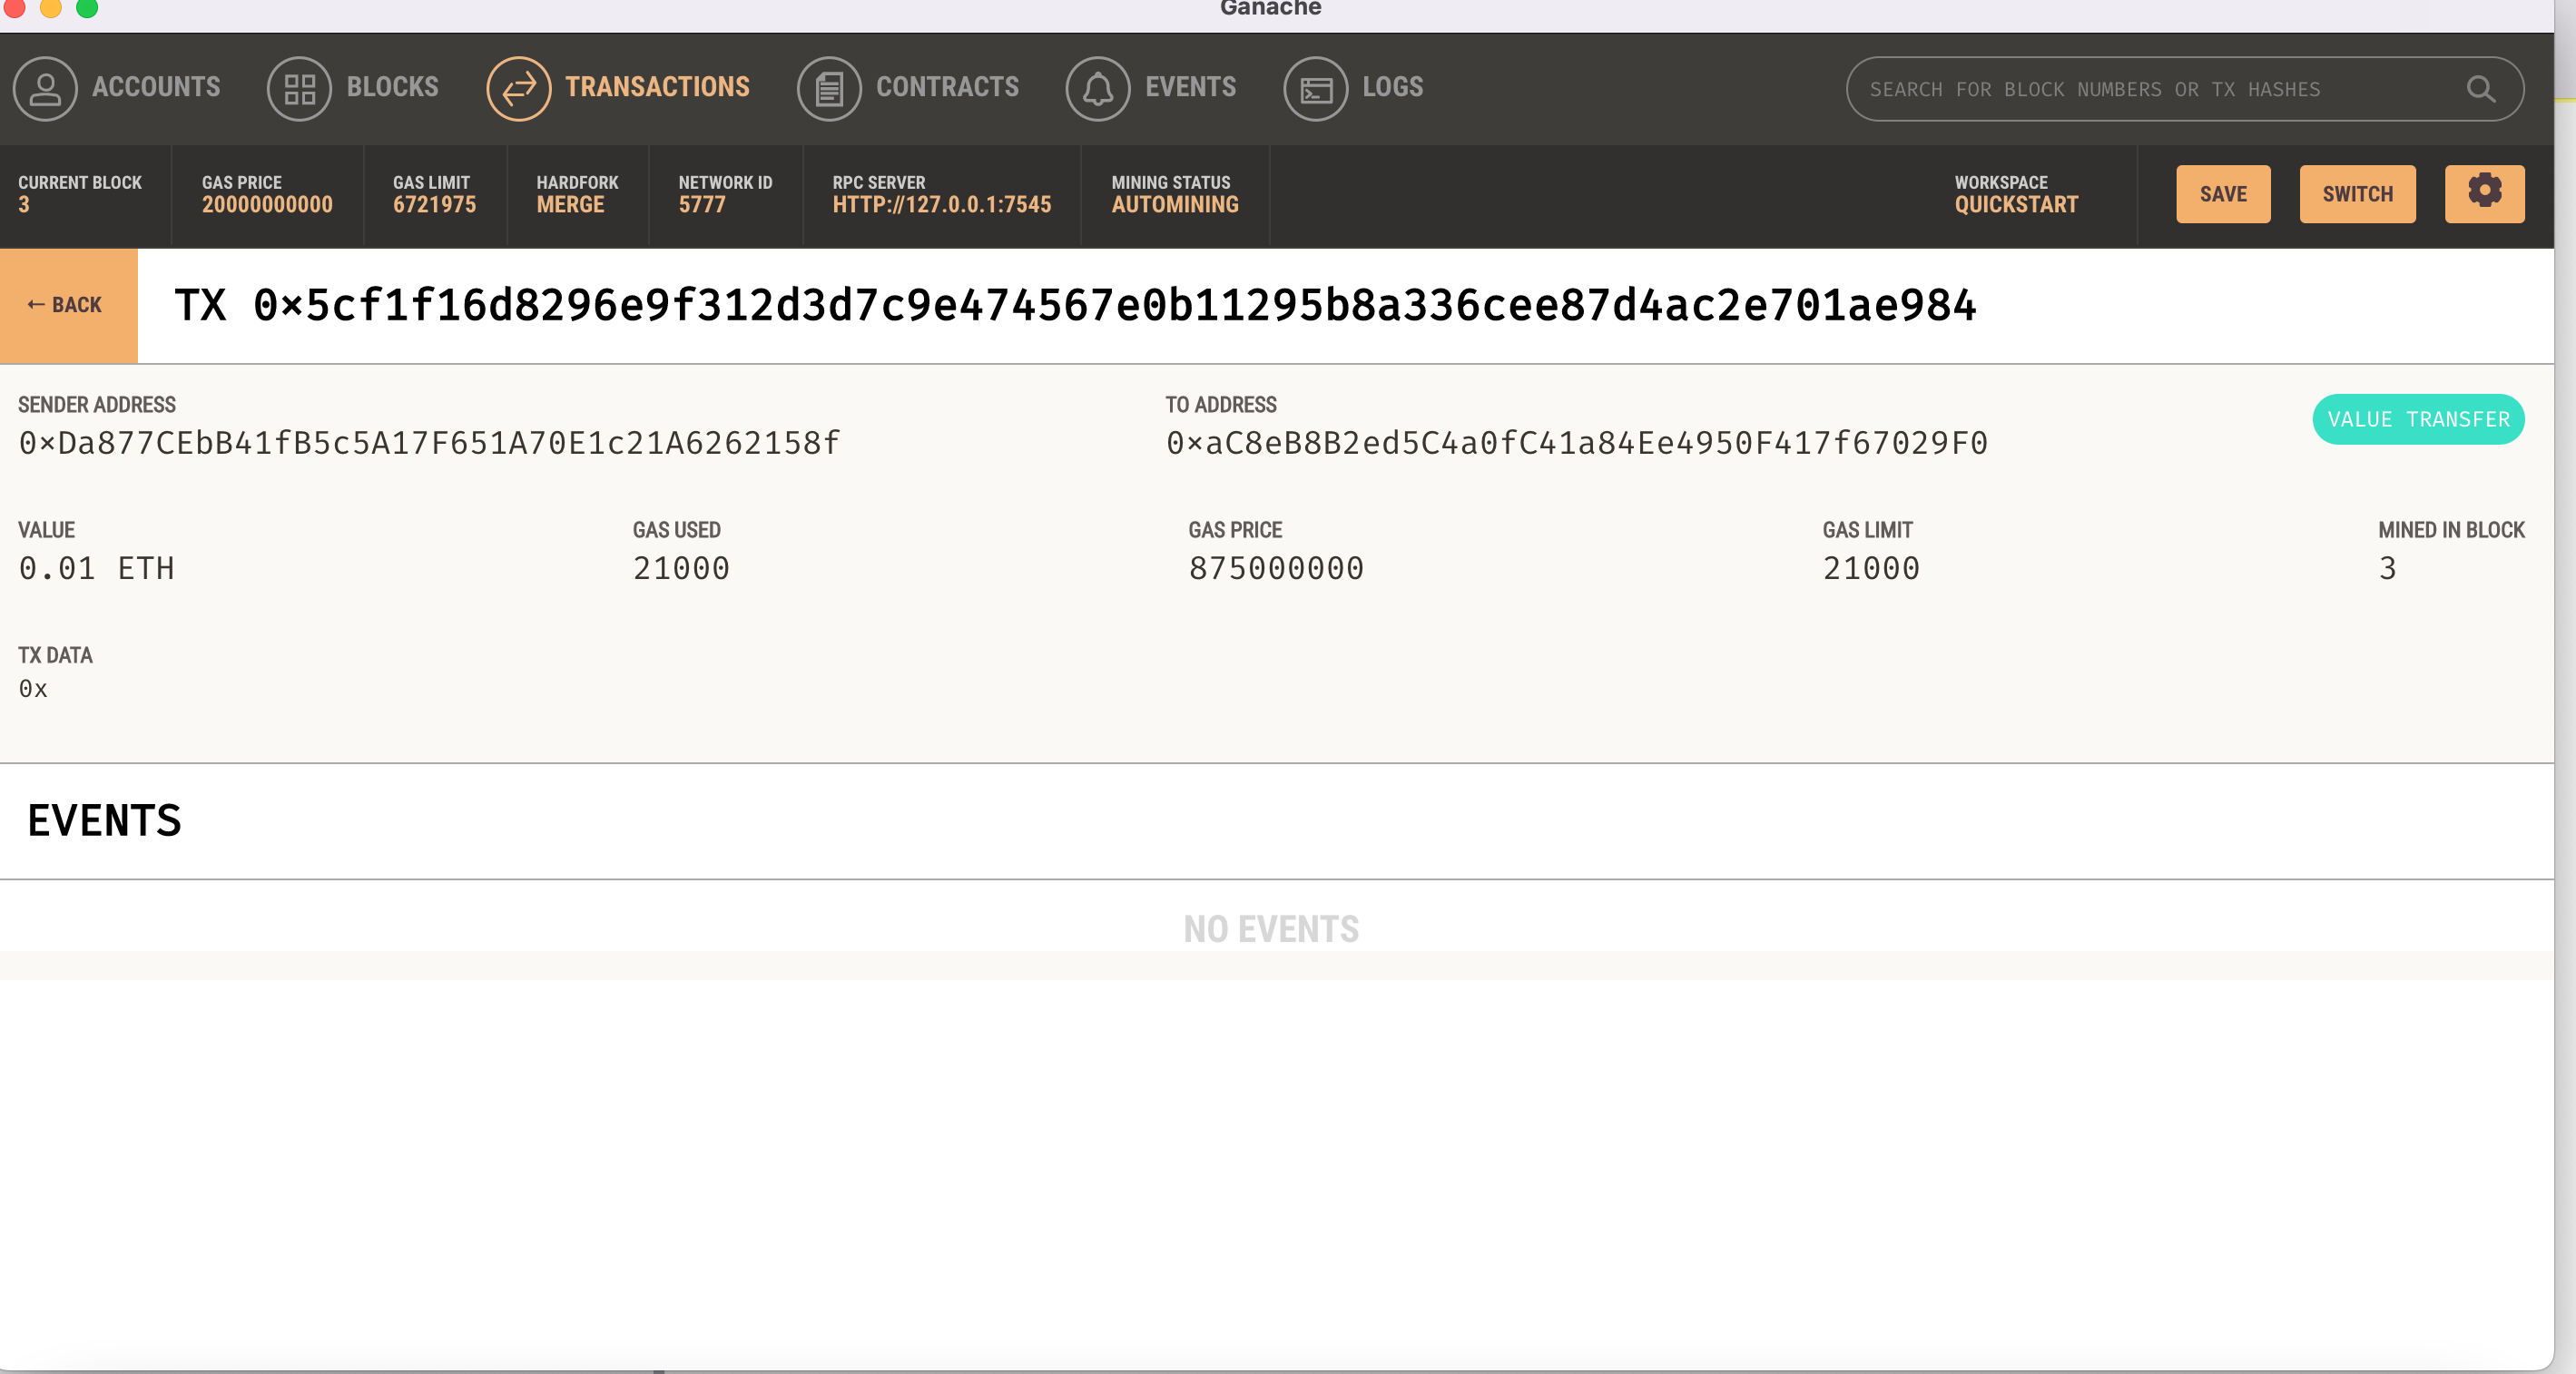 Ganache
ACCOUNTS BLOCKS TRANSACTIONS CONTRACTS EVENTS LOGS SEARCH FOR BLOCK NUMBERS OR TX HASHES
CURRENT BLOCK GAS PRICE GAS LIMIT HARDFORK NETWORK ID RPC SERVER MINING STATUS WORKSPACE
3 20000000000 6721975 MERGE 5777 HTTP://127.0.0.1:7545 AUTOMINING QUICKSTART SAVE SWITCH
← BACK TX 0×5cf1f16d8296e9f312d3d7c9e474567e0b11295b8a336cee87d4ac2e701ae984
SENDER ADDRESS TO ADDRESS VALUE TRANSFER
0×Da877CEbB41fB5c5A17F651A70E1c21A6262158f 0×aC8eB8B2ed5C4a0fC41a84Ee4950F417f67029F0
VALUE GAS USED GAS PRICE GAS LIMIT MINED IN BLOCK
0.01 ETH 21000 875000000 21000 3
TX DATA
0x
EVENTS
NO EVENTS